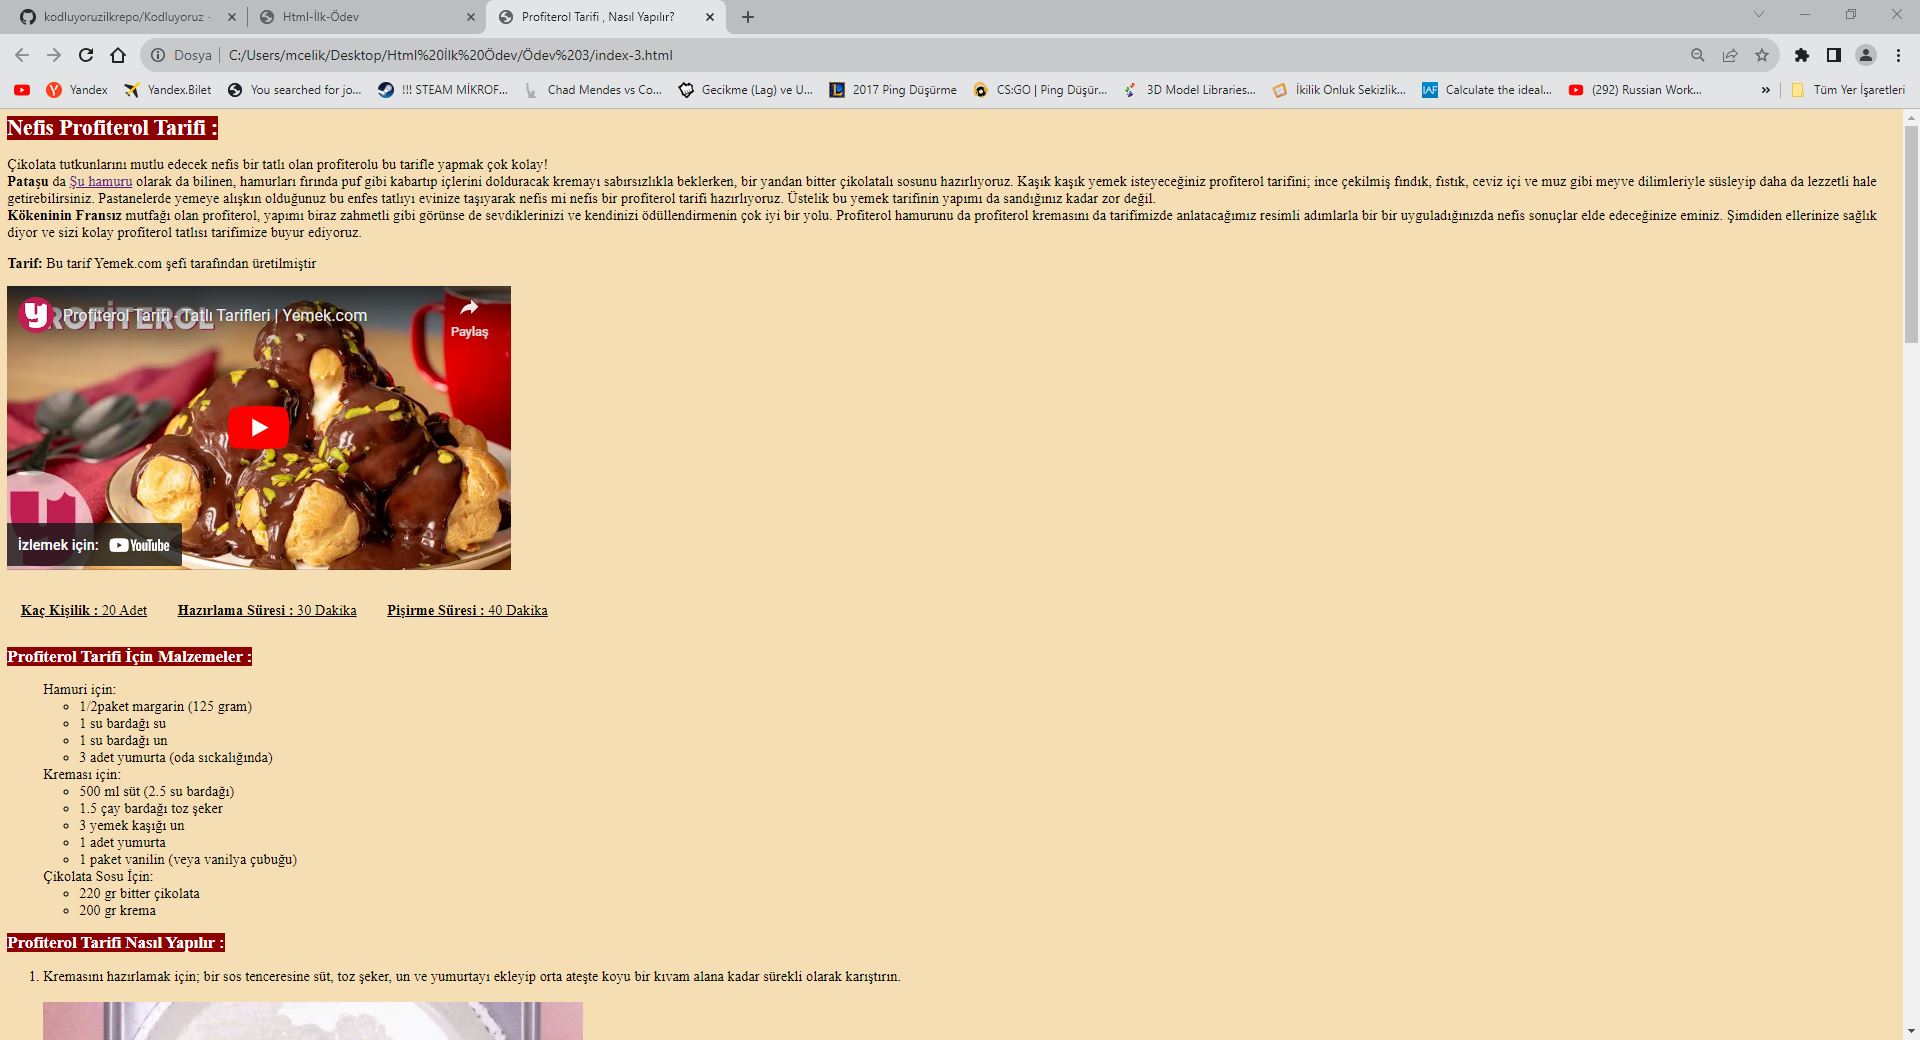 kodluyoruzilkrepo/Kodluyoruz -
Html-İlk-Ödev
Profiterol Tarifi , Nasıl Yapılır?
Dosya
C:/Users/mcelik/Desktop/Html%20İlk%20Ödev/Ödev%203/index-3.html
Yandex
Yandex.Bilet
You searched for jo...
!!! STEAM MİKROF...
Chad Mendes vs Co...
Gecikme (Lag) ve U...
2017 Ping Düşürme
CS:GO | Ping Düşür...
3D Model Libraries...
İkilik Onluk Sekizlik...
IAF Calculate the ideal...
(292) Russian Work...
»
Tüm Yer İşaretleri
Nefis Profiterol Tarifi :
Çikolata tutkunlarını mutlu edecek nefis bir tatlı olan profiterolu bu tarifle yapmak çok kolay!
Pataşu da Şu hamuru olarak da bilinen, hamurları fırında puf gibi kabartıp içlerini dolduracak kremayı sabırsızlıkla beklerken, bir yandan bitter çikolatalı sosunu hazırlıyoruz. Kaşık kaşık yemek isteyeceğiniz profiterol tarifini; ince çekilmiş fındık, fıstık, ceviz içi ve muz gibi meyve dilimleriyle süsleyip daha da lezzetli hale
getirebilirsiniz. Pastanelerde yemeye alışkın olduğunuz bu enfes tatlıyı evinize taşıyarak nefis mi nefis bir profiterol tarifi hazırlıyoruz. Üstelik bu yemek tarifinin yapımı da sandığınız kadar zor değil.
Kökeninin Fransız mutfağı olan profiterol, yapımı biraz zahmetli gibi görünse de sevdiklerinizi ve kendinizi ödüllendirmenin çok iyi bir yolu. Profiterol hamurunu da profiterol kremasını da tarifimizde anlatacağımız resimli adımlarla bir bir uyguladığınızda nefis sonuçlar elde edeceğinize eminiz. Şimdiden ellerinize sağlık
diyor ve sizi kolay profiterol tatlısı tarifimize buyur ediyoruz.
Tarif: Bu tarif Yemek.com şefi tarafından üretilmiştir
PROFİTEROL
Profiterol Tarifi - Tatlı Tarifleri | Yemek.com
Paylaş
İzlemek için: YouTube
Kaç Kişilik : 20 Adet
Hazırlama Süresi : 30 Dakika
Pişirme Süresi : 40 Dakika
Profiterol Tarifi İçin Malzemeler :
Hamuri için:
1/2paket margarin (125 gram)
1 su bardağı su
1 su bardağı un
3 adet yumurta (oda sıckalığında)
Kreması için:
500 ml süt (2.5 su bardağı)
1.5 çay bardağı toz şeker
3 yemek kaşığı un
1 adet yumurta
1 paket vanilin (veya vanilya çubuğu)
Çikolata Sosu İçin:
220 gr bitter çikolata
200 gr krema
Profiterol Tarifi Nasıl Yapılır :
1. Kremasını hazırlamak için; bir sos tenceresine süt, toz şeker, un ve yumurtayı ekleyip orta ateşte koyu bir kıvam alana kadar sürekli olarak karıştırın.